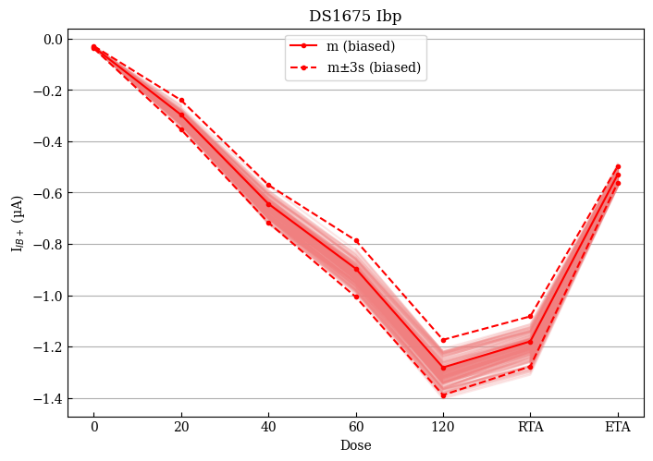 DS1675 Ibp
m (biased)
m±3s (biased)
I_{IB+} (µA)
0.0
−0.2
−0.4
−0.6
−0.8
−1.0
−1.2
−1.4
0 20 40 60 120 RTA ETA
Dose